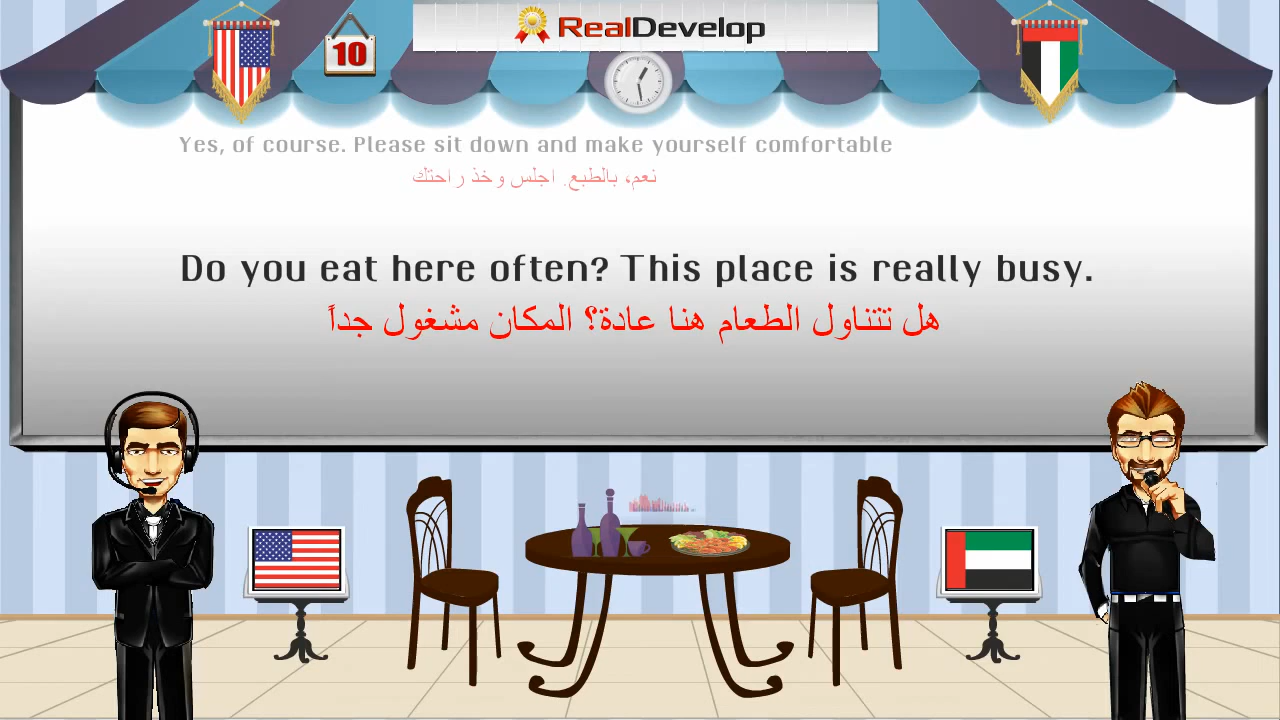 RealDevelop
10
Yes, of course. Please sit down and make yourself comfortable
نعم، بالطبع. اجلس وخذ راحتك
Do you eat here often? This place is really busy.
هل تتناول الطعام هنا عادة؟ المكان مشغول جداً